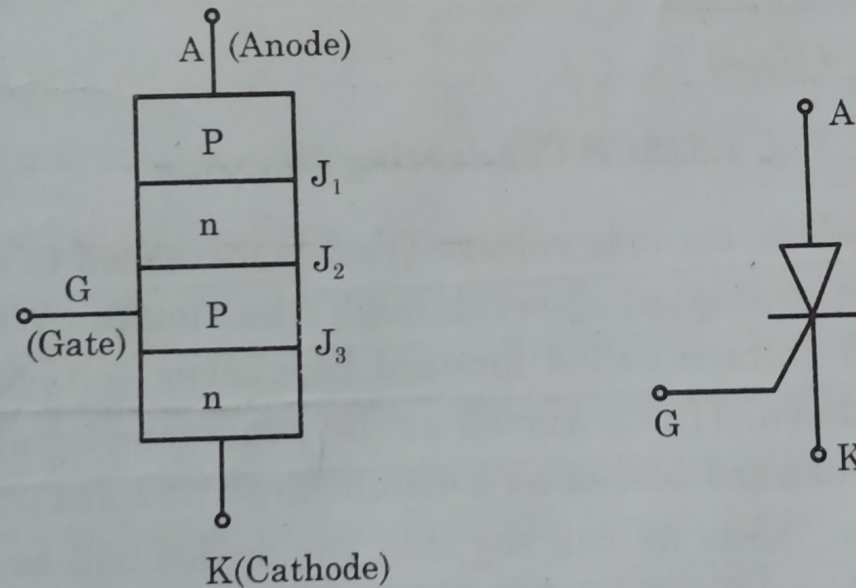 A (Anode)
P
J₁
n
J₂
G
(Gate)
P
J₃
n
K(Cathode)
A
G
K